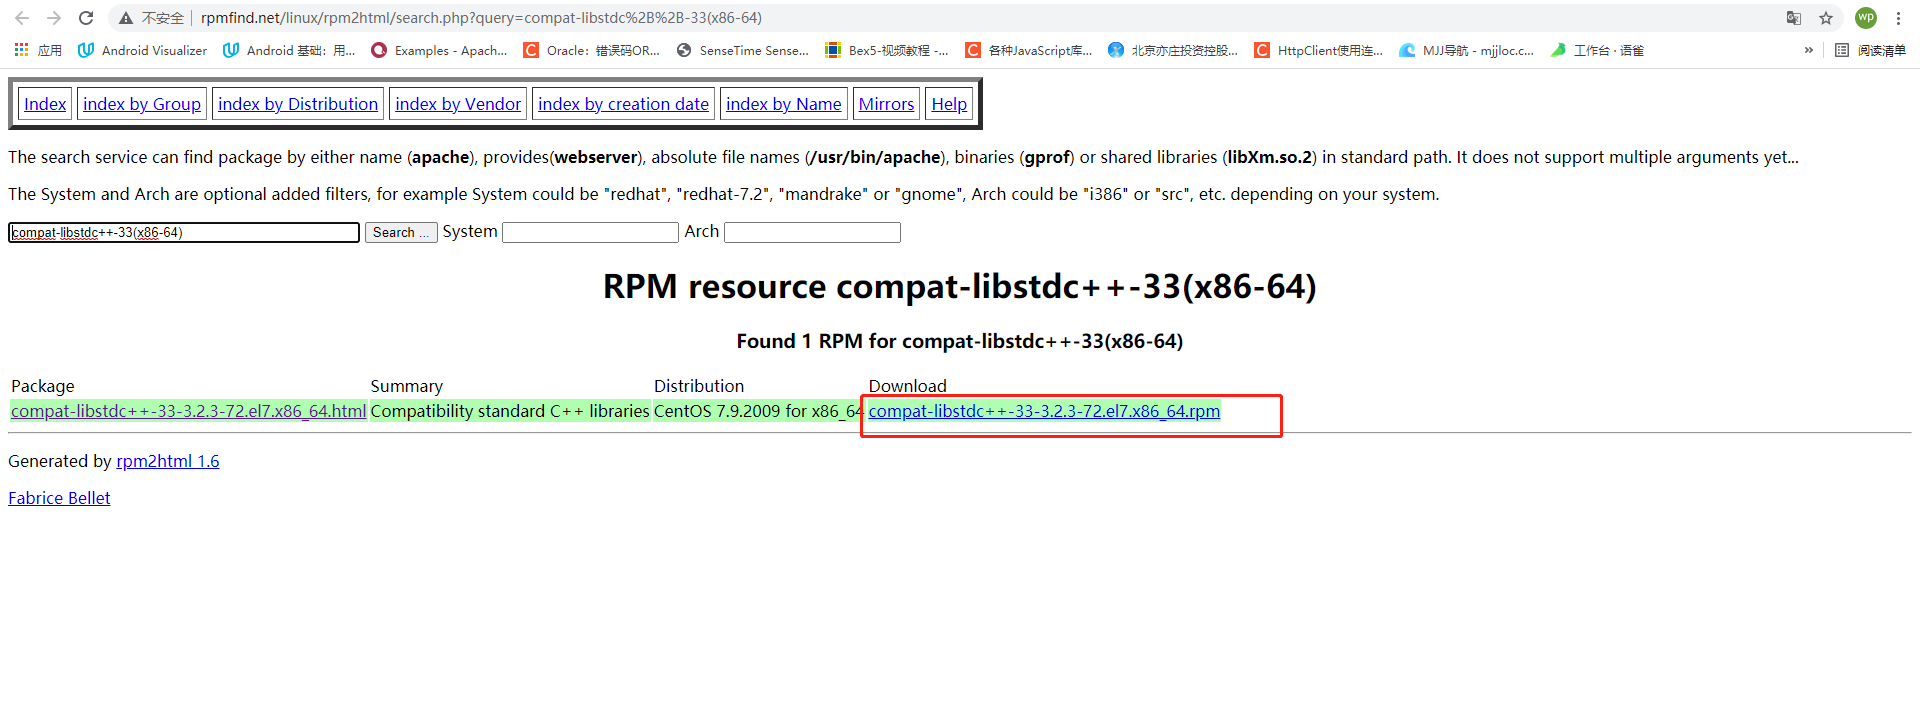 不安全 rpmfind.net/linux/rpm2html/search.php?query=compat-libstdc%2B%2B-33(x86-64) wp
应用 Android Visualizer Android 基础：用... Examples - Apach... Oracle：错误码OR... SenseTime Sense... Bex5-视频教程 -... 各种JavaScript库... 北京亦庄投资控股... HttpClient使用连... MJJ导航 - mjjloc.c... 工作台 · 语雀 » 阅读清单
Index index by Group index by Distribution index by Vendor index by creation date index by Name Mirrors Help
The search service can find package by either name (apache), provides(webserver), absolute file names (/usr/bin/apache), binaries (gprof) or shared libraries (libXm.so.2) in standard path. It does not support multiple arguments yet...
The System and Arch are optional added filters, for example System could be "redhat", "redhat-7.2", "mandrake" or "gnome", Arch could be "i386" or "src", etc. depending on your system.
compat-libstdc++-33(x86-64) Search ... System Arch
RPM resource compat-libstdc++-33(x86-64)
Found 1 RPM for compat-libstdc++-33(x86-64)
Package Summary Distribution Download
compat-libstdc++-33-3.2.3-72.el7.x86_64.html Compatibility standard C++ libraries CentOS 7.9.2009 for x86_64 compat-libstdc++-33-3.2.3-72.el7.x86_64.rpm
Generated by rpm2html 1.6
Fabrice Bellet